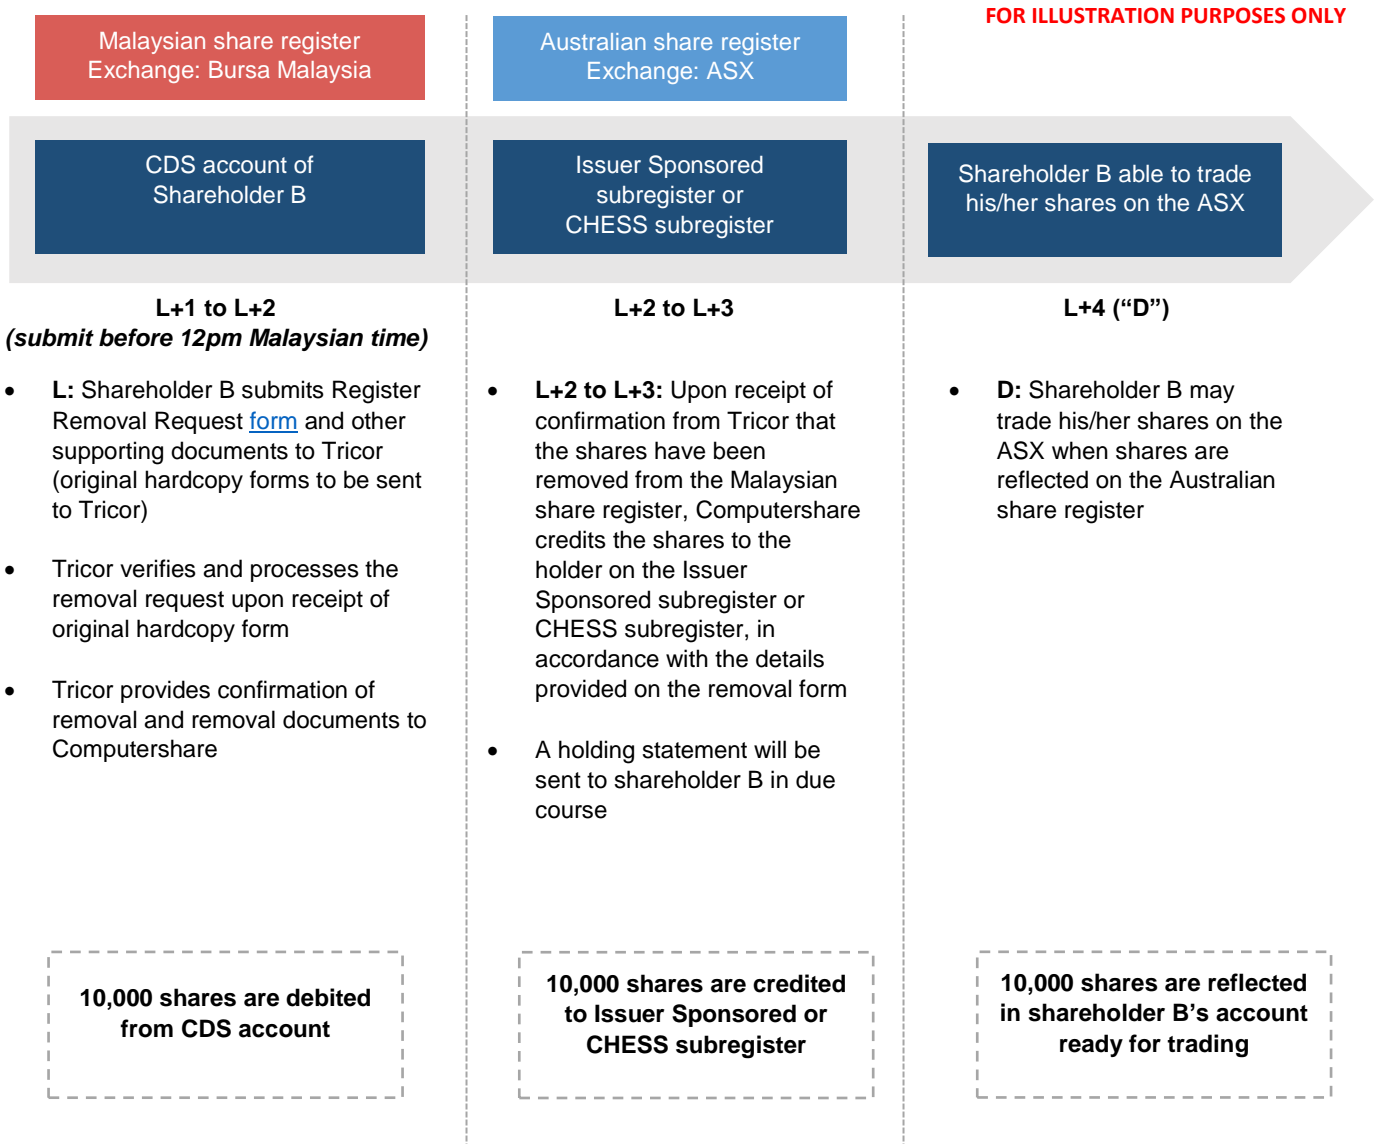 FOR ILLUSTRATION PURPOSES ONLY
Malaysian share register
Exchange: Bursa Malaysia
Australian share register
Exchange: ASX
CDS account of
Shareholder B
Issuer Sponsored
subregister or
CHESS subregister
Shareholder B able to trade
his/her shares on the ASX
L+1 to L+2
(submit before 12pm Malaysian time)
• L: Shareholder B submits Register
Removal Request form and other
supporting documents to Tricor
(original hardcopy forms to be sent
to Tricor)
• Tricor verifies and processes the
removal request upon receipt of
original hardcopy form
• Tricor provides confirmation of
removal and removal documents to
Computershare
10,000 shares are debited
from CDS account
L+2 to L+3
• L+2 to L+3: Upon receipt of
confirmation from Tricor that
the shares have been
removed from the Malaysian
share register, Computershare
credits the shares to the
holder on the Issuer
Sponsored subregister or
CHESS subregister, in
accordance with the details
provided on the removal form
• A holding statement will be
sent to shareholder B in due
course
10,000 shares are credited
to Issuer Sponsored or
CHESS subregister
L+4 (“D”)
• D: Shareholder B may
trade his/her shares on the
ASX when shares are
reflected on the Australian
share register
10,000 shares are reflected
in shareholder B’s account
ready for trading